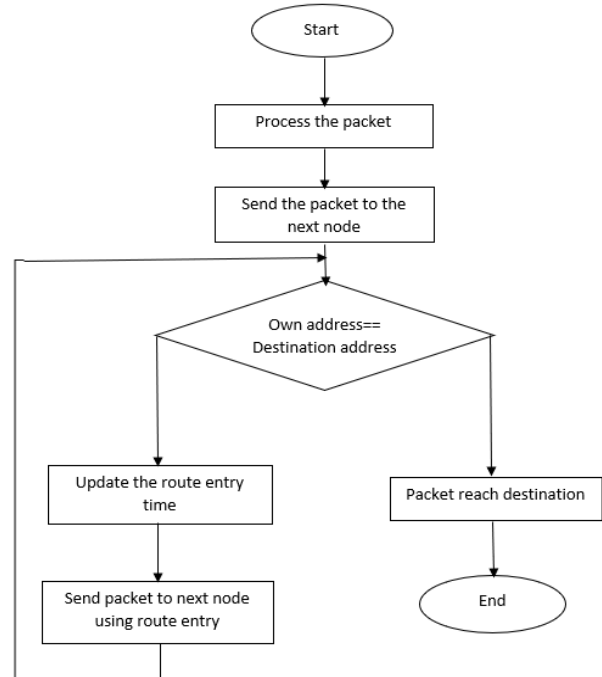 Start
Process the packet
Send the packet to the
next node
Own address==
Destination address
Update the route entry
time
Packet reach destination
Send packet to next node
using route entry
End